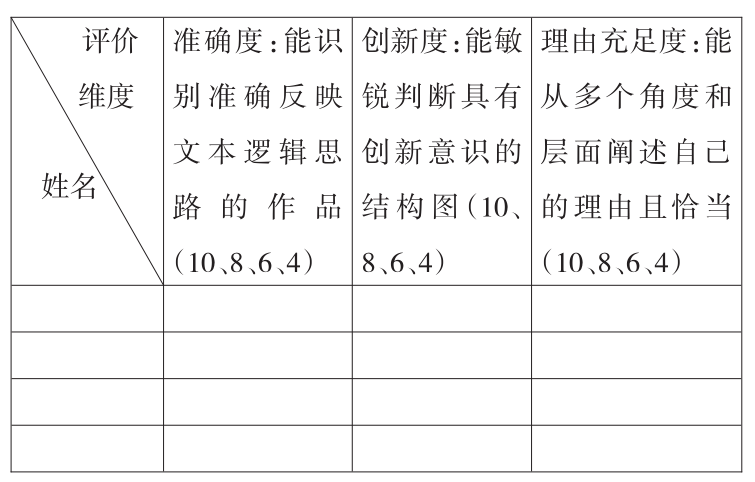 评价
维度
姓名
准确度:能识
别准确反映
文本逻辑思
路的作品
(10、8、6、4)
创新度:能敏
锐判断具有
创新意识的
结构图(10、
8、6、4)
理由充足度:能
从多个角度和
层面阐述自己
的理由且恰当
(10、8、6、4)